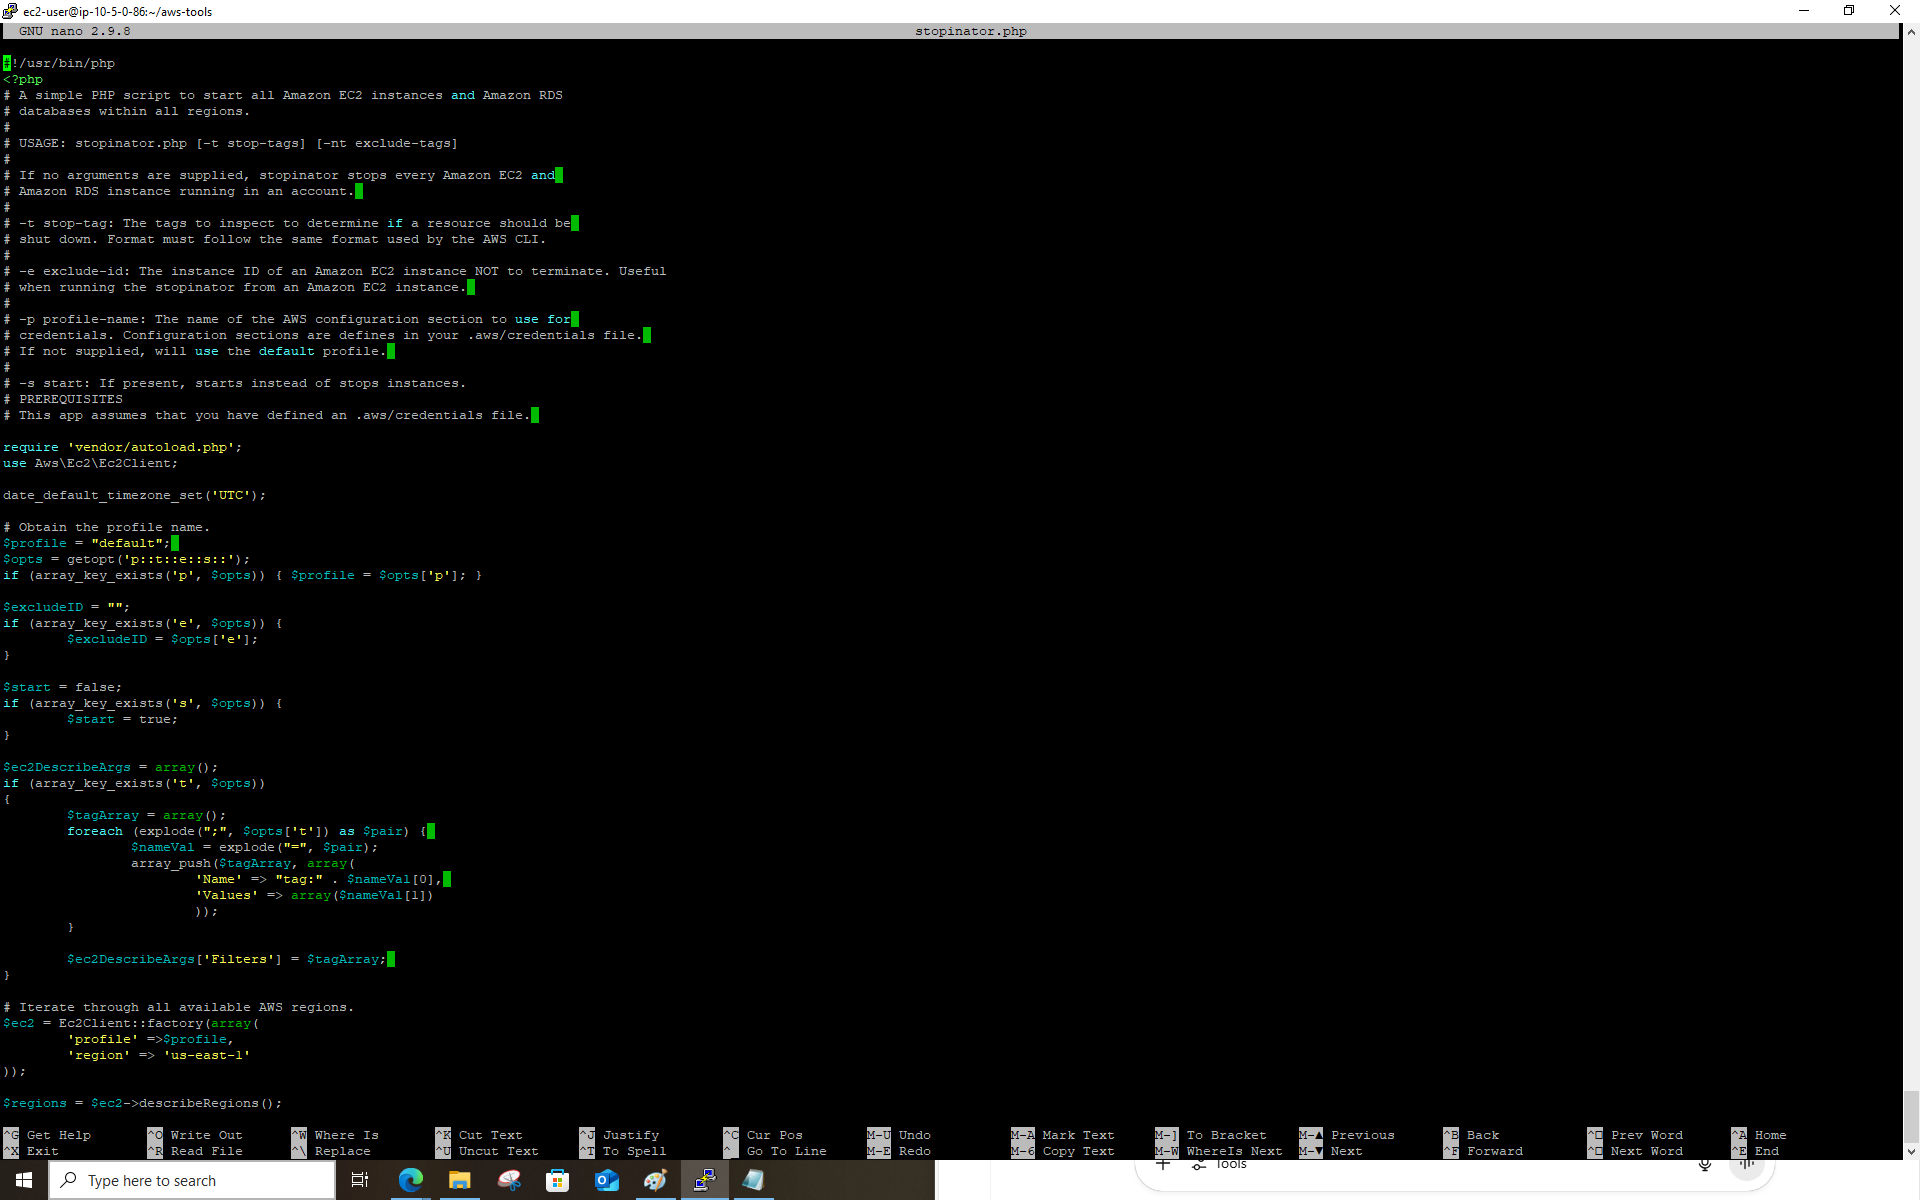 ec2-user@ip-10-5-0-86:~/aws-tools
GNU nano 2.9.8 stopinator.php
#!/usr/bin/php
<?php
# A simple PHP script to start all Amazon EC2 instances and Amazon RDS
# databases within all regions.
#
# USAGE: stopinator.php [-t stop-tags] [-nt exclude-tags]
#
# If no arguments are supplied, stopinator stops every Amazon EC2 and
# Amazon RDS instance running in an account.
#
# -t stop-tag: The tags to inspect to determine if a resource should be
# shut down. Format must follow the same format used by the AWS CLI.
#
# -e exclude-id: The instance ID of an Amazon EC2 instance NOT to terminate. Useful
# when running the stopinator from an Amazon EC2 instance.
#
# -p profile-name: The name of the AWS configuration section to use for
# credentials. Configuration sections are defines in your .aws/credentials file.
# If not supplied, will use the default profile.
#
# -s start: If present, starts instead of stops instances.
# PREREQUISITES
# This app assumes that you have defined an .aws/credentials file.
require 'vendor/autoload.php';
use Aws\Ec2\Ec2Client;
date_default_timezone_set('UTC');
# Obtain the profile name.
$profile = "default";
$opts = getopt('p::t::e::s::');
if (array_key_exists('p', $opts)) { $profile = $opts['p']; }
$excludeID = "";
if (array_key_exists('e', $opts)) {
$excludeID = $opts['e'];
}
$start = false;
if (array_key_exists('s', $opts)) {
$start = true;
}
$ec2DescribeArgs = array();
if (array_key_exists('t', $opts))
{
$tagArray = array();
foreach (explode(";", $opts['t']) as $pair) {
$nameVal = explode("=", $pair);
array_push($tagArray, array(
'Name' => "tag:" . $nameVal[0],
'Values' => array($nameVal[1])
));
}
$ec2DescribeArgs['Filters'] = $tagArray;
}
# Iterate through all available AWS regions.
$ec2 = Ec2Client::factory(array(
'profile' =>$profile,
'region' => 'us-east-1'
));
$regions = $ec2->describeRegions();
^G Get Help ^O Write Out ^W Where Is ^K Cut Text ^J Justify ^C Cur Pos M-U Undo M-A Mark Text M-] To Bracket M-▲ Previous ^B Back ^□ Prev Word ^A Home
^X Exit ^R Read File ^\ Replace ^U Uncut Text ^T To Spell ^_ Go To Line M-E Redo M-6 Copy Text M-W WhereIs Next M-▼ Next ^F Forward ^□ Next Word ^E End
Tools
Type here to search